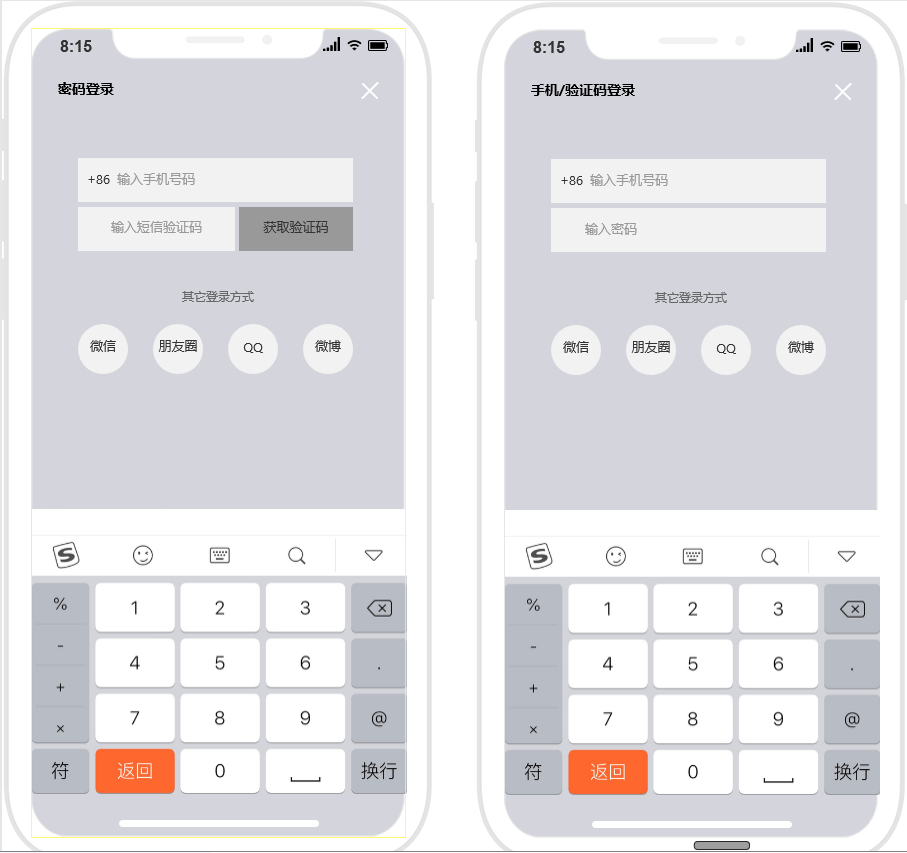 8:15
密码登录
+86 输入手机号码
输入短信验证码 获取验证码
其它登录方式
微信 朋友圈 QQ 微博
S
% 1 2 3
- 4 5 6 .
+
7 8 9 @
×
符 返回 0 换行
8:15
手机/验证码登录
+86 输入手机号码
输入密码
其它登录方式
微信 朋友圈 QQ 微博
S
% 1 2 3
- 4 5 6 .
+
7 8 9 @
×
符 返回 0 换行